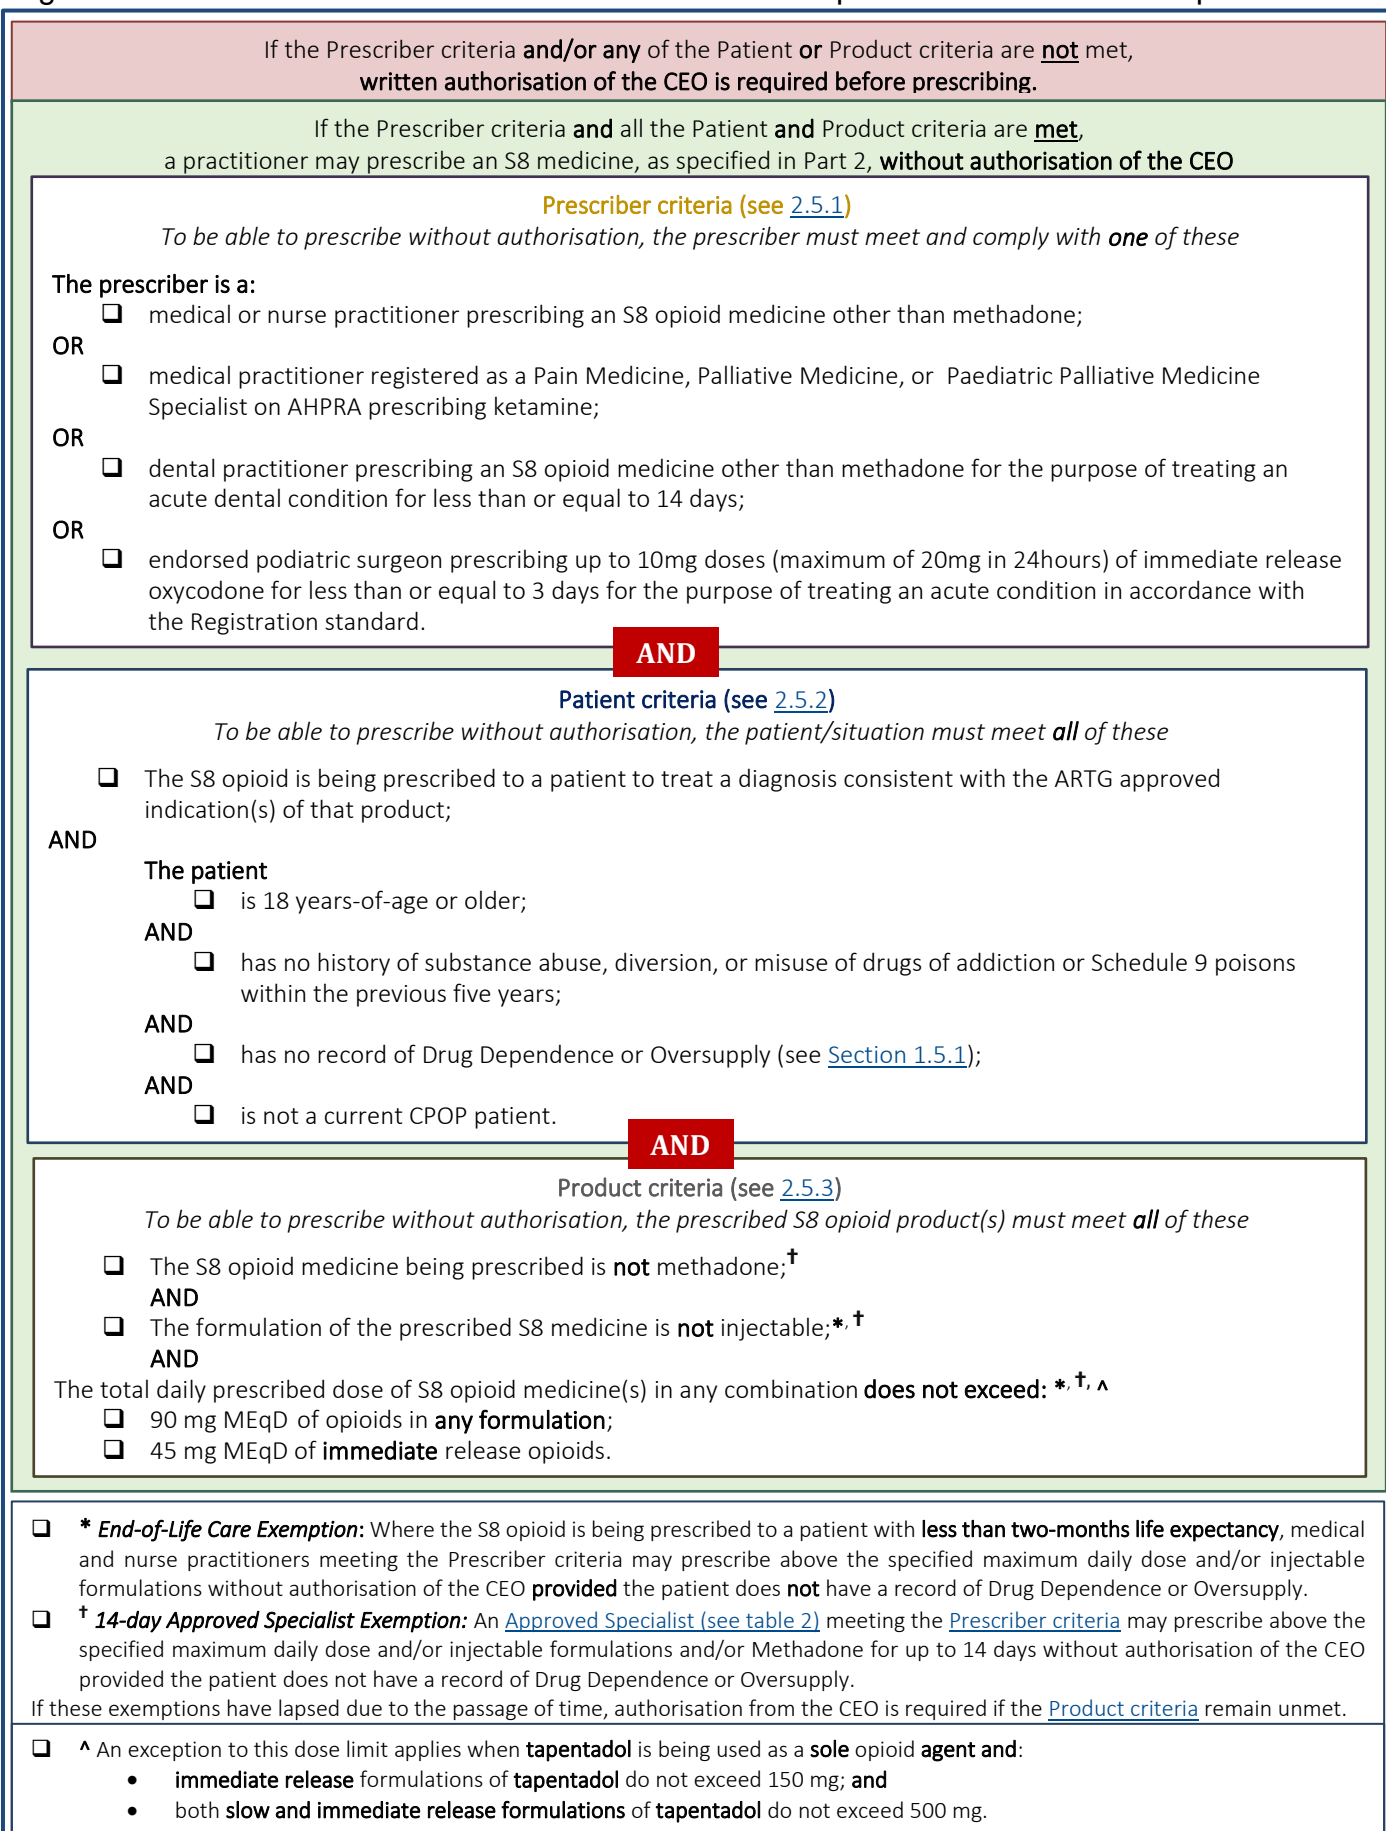 If the Prescriber criteria and/or any of the Patient or Product criteria are not met,
written authorisation of the CEO is required before prescribing.
If the Prescriber criteria and all the Patient and Product criteria are met,
a practitioner may prescribe an S8 medicine, as specified in Part 2, without authorisation of the CEO
Prescriber criteria (see 2.5.1)
To be able to prescribe without authorisation, the prescriber must meet and comply with one of these
The prescriber is a:
❑ medical or nurse practitioner prescribing an S8 opioid medicine other than methadone;
OR
❑ medical practitioner registered as a Pain Medicine, Palliative Medicine, or Paediatric Palliative Medicine
Specialist on AHPRA prescribing ketamine;
OR
❑ dental practitioner prescribing an S8 opioid medicine other than methadone for the purpose of treating an
acute dental condition for less than or equal to 14 days;
OR
❑ endorsed podiatric surgeon prescribing up to 10mg doses (maximum of 20mg in 24hours) of immediate release
oxycodone for less than or equal to 3 days for the purpose of treating an acute condition in accordance with
the Registration standard.
AND
Patient criteria (see 2.5.2)
To be able to prescribe without authorisation, the patient/situation must meet all of these
❑ The S8 opioid is being prescribed to a patient to treat a diagnosis consistent with the ARTG approved
indication(s) of that product;
AND
The patient
❑ is 18 years-of-age or older;
AND
❑ has no history of substance abuse, diversion, or misuse of drugs of addiction or Schedule 9 poisons
within the previous five years;
AND
❑ has no record of Drug Dependence or Oversupply (see Section 1.5.1);
AND
❑ is not a current CPOP patient.
AND
Product criteria (see 2.5.3)
To be able to prescribe without authorisation, the prescribed S8 opioid product(s) must meet all of these
❑ The S8 opioid medicine being prescribed is not methadone;†
AND
❑ The formulation of the prescribed S8 medicine is not injectable;*,†
AND
The total daily prescribed dose of S8 opioid medicine(s) in any combination does not exceed: *,†, ^
❑ 90 mg MEqD of opioids in any formulation;
❑ 45 mg MEqD of immediate release opioids.
❑ * End-of-Life Care Exemption: Where the S8 opioid is being prescribed to a patient with less than two-months life expectancy, medical
and nurse practitioners meeting the Prescriber criteria may prescribe above the specified maximum daily dose and/or injectable
formulations without authorisation of the CEO provided the patient does not have a record of Drug Dependence or Oversupply.
❑ † 14-day Approved Specialist Exemption: An Approved Specialist (see table 2) meeting the Prescriber criteria may prescribe above the
specified maximum daily dose and/or injectable formulations and/or Methadone for up to 14 days without authorisation of the CEO
provided the patient does not have a record of Drug Dependence or Oversupply.
If these exemptions have lapsed due to the passage of time, authorisation from the CEO is required if the Product criteria remain unmet.
❑ ^ An exception to this dose limit applies when tapentadol is being used as a sole opioid agent and:
• immediate release formulations of tapentadol do not exceed 150 mg; and
• both slow and immediate release formulations of tapentadol do not exceed 500 mg.